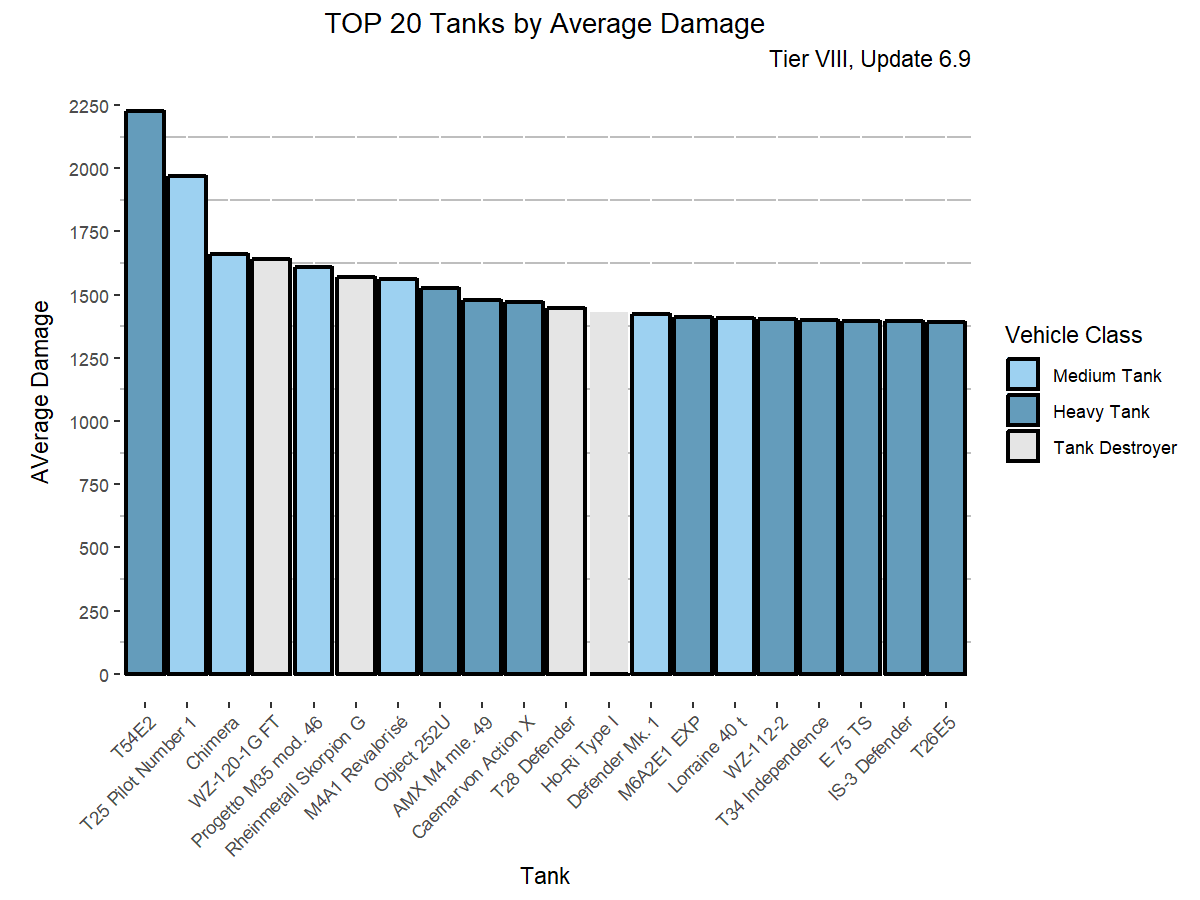 TOP 20 Tanks by Average Damage
Tier VIII, Update 6.9
AVerage Damage
2250
2000
1750
1500
1250
1000
750
500
250
0
T54E2
T25 Pilot Number 1
Chimera
WZ-120-1G FT
Progetto M35 mod. 46
Rheinmetall Skorpion G
M4A1 Revalorisé
Object 252U
AMX M4 mle. 49
Caernarvon Action X
T28 Defender
Ho-Ri Type I
Defender Mk. 1
M6A2E1 EXP
Lorraine 40 t
WZ-112-2
T34 Independence
E 75 TS
IS-3 Defender
T26E5
Tank
Vehicle Class
Medium Tank
Heavy Tank
Tank Destroyer